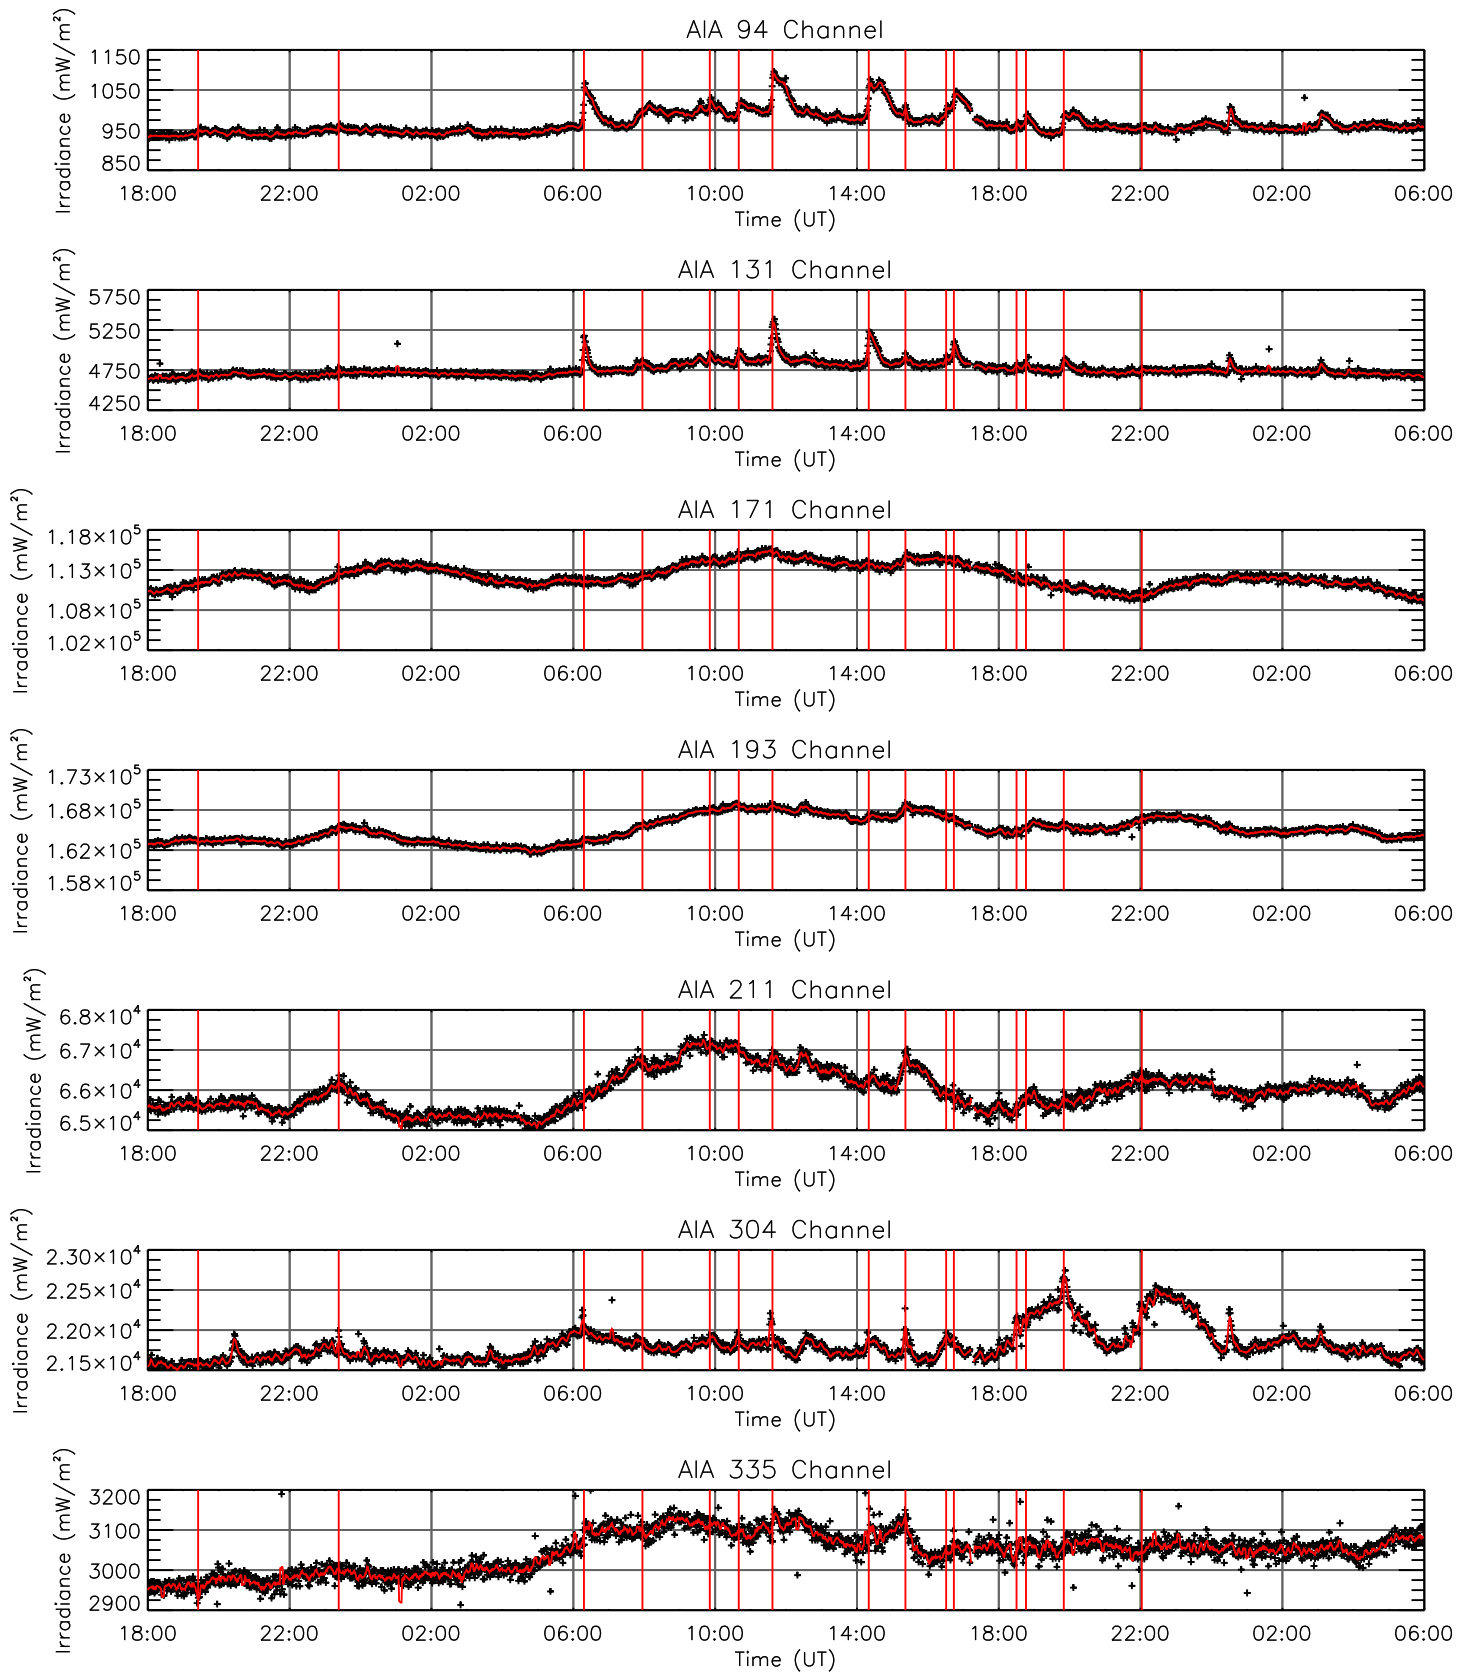 AIA 94 Channel
Irradiance (mW/m²)
1150
1050
950
850
18:00 22:00 02:00 06:00 10:00 14:00 18:00 22:00 02:00 06:00
Time (UT)
AIA 131 Channel
Irradiance (mW/m²)
5750
5250
4750
4250
18:00 22:00 02:00 06:00 10:00 14:00 18:00 22:00 02:00 06:00
Time (UT)
AIA 171 Channel
Irradiance (mW/m²)
1.18×10⁵
1.13×10⁵
1.08×10⁵
1.02×10⁵
18:00 22:00 02:00 06:00 10:00 14:00 18:00 22:00 02:00 06:00
Time (UT)
AIA 193 Channel
Irradiance (mW/m²)
1.73×10⁵
1.68×10⁵
1.62×10⁵
1.58×10⁵
18:00 22:00 02:00 06:00 10:00 14:00 18:00 22:00 02:00 06:00
Time (UT)
AIA 211 Channel
Irradiance (mW/m²)
6.8×10⁴
6.7×10⁴
6.6×10⁴
6.5×10⁴
18:00 22:00 02:00 06:00 10:00 14:00 18:00 22:00 02:00 06:00
Time (UT)
AIA 304 Channel
Irradiance (mW/m²)
2.30×10⁴
2.25×10⁴
2.20×10⁴
2.15×10⁴
18:00 22:00 02:00 06:00 10:00 14:00 18:00 22:00 02:00 06:00
Time (UT)
AIA 335 Channel
Irradiance (mW/m²)
3200
3100
3000
2900
18:00 22:00 02:00 06:00 10:00 14:00 18:00 22:00 02:00 06:00
Time (UT)